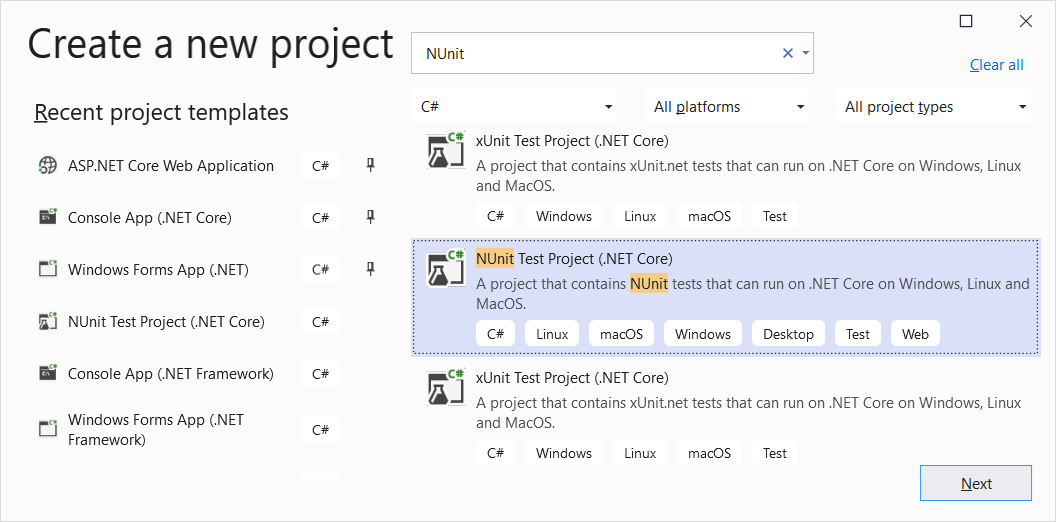 Create a new project
NUnit
Clear all
C#
All platforms
All project types
Recent project templates
ASP.NET Core Web Application
C#
Console App (.NET Core)
C#
Windows Forms App (.NET)
C#
NUnit Test Project (.NET Core)
C#
Console App (.NET Framework)
C#
Windows Forms App (.NET
Framework)
C#
C#
xUnit Test Project (.NET Core)
A project that contains xUnit.net tests that can run on .NET Core on Windows, Linux
and MacOS.
C# Windows Linux macOS Test
C#
NUnit Test Project (.NET Core)
A project that contains NUnit tests that can run on .NET Core on Windows, Linux and
MacOS.
C# Linux macOS Windows Desktop Test Web
C#
xUnit Test Project (.NET Core)
A project that contains xUnit.net tests that can run on .NET Core on Windows, Linux
and MacOS.
C# Windows Linux macOS Test
Next